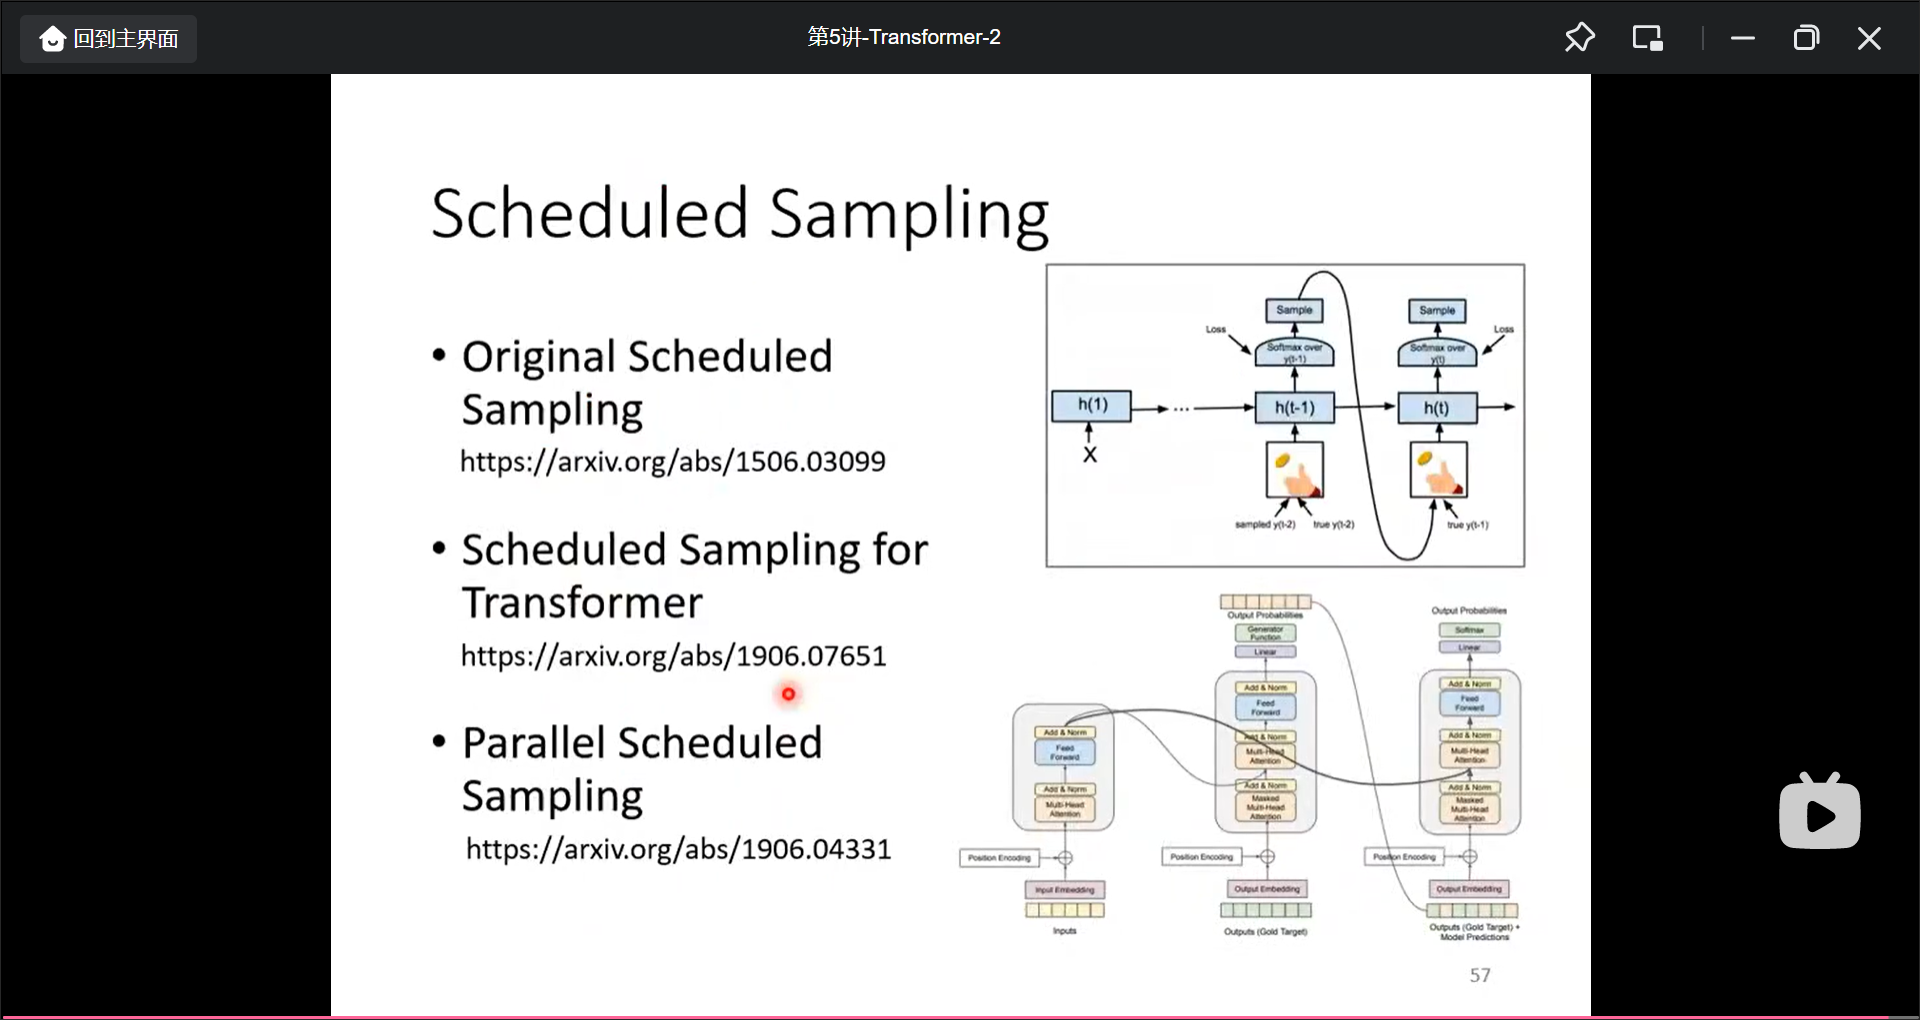 回到主界面
第5讲-Transformer-2
Scheduled Sampling
• Original Scheduled
Sampling
https://arxiv.org/abs/1506.03099
• Scheduled Sampling for
Transformer
https://arxiv.org/abs/1906.07651
• Parallel Scheduled
Sampling
https://arxiv.org/abs/1906.04331
Sample
Sample
Loss
Loss
Softmax over
y(t-1)
Softmax over
y(t)
h(1)
...
h(t-1)
h(t)
X
sampled y(t-2)
true y(t-2)
true y(t-1)
Output Probabilities
Generator
Function
Linear
Add & Norm
Feed
Forward
Add & Norm
Multi-Head
Attention
Add & Norm
Masked
Multi-Head
Attention
Position Encoding
Output Embedding
Outputs (Gold Target)
Add & Norm
Feed
Forward
Add & Norm
Multi-Head
Attention
Position Encoding
Input Embedding
Inputs
Output Probabilities
Softmax
Linear
Add & Norm
Feed
Forward
Add & Norm
Multi-Head
Attention
Add & Norm
Masked
Multi-Head
Attention
Position Encoding
Output Embedding
Outputs (Gold Target) +
Model Predictions
57